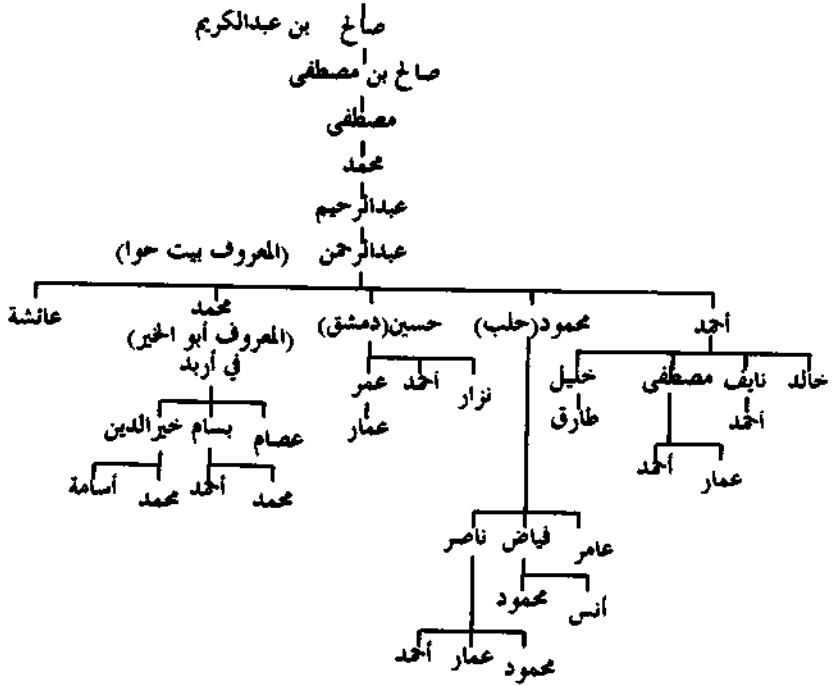 صالح بن عبدالكريم
صالح بن مصطفى
مصطفى
محمد
عبدالرحيم
عبدالرحمن (المعروف بيت حوا)
أحمد
محمود(حلب)
حسين(دمشق)
محمد
(المعروف أبو الخير)
في أربد
عائشة
خالد نايف مصطفى خليل
أحمد طارق
عمار أحمد
نزار أحمد عمر
عمار
عصام بسام خيرالدين
محمد أحمد محمد أسامة
عامر فياض ناصر
أنس محمود
محمود عمار أحمد